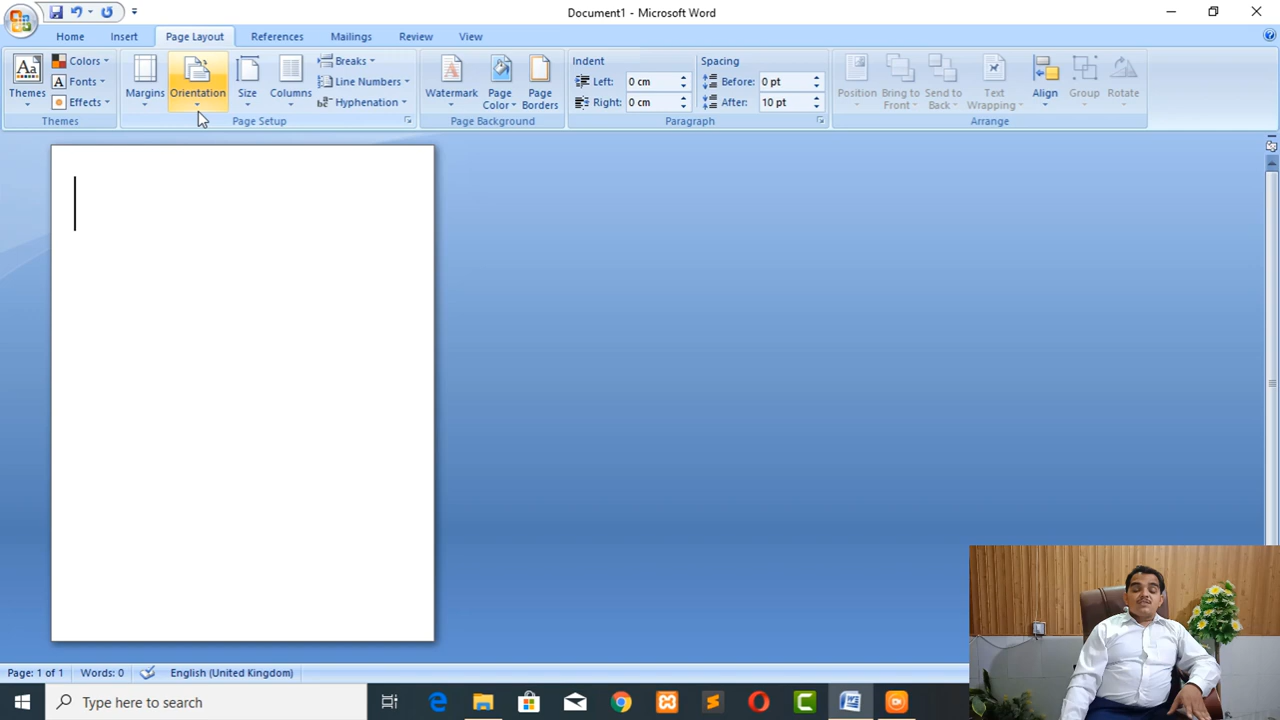 Document1 - Microsoft Word
Home Insert Page Layout References Mailings Review View
Themes
Colors
Fonts
Effects
Themes
Margins
Orientation
Size
Columns
Breaks
Line Numbers
Hyphenation
Page Setup
Watermark
Page Color
Page Borders
Page Background
Indent
Left: 0 cm
Right: 0 cm
Spacing
Before: 0 pt
After: 10 pt
Paragraph
Position
Bring to Front
Send to Back
Text Wrapping
Align
Group
Rotate
Arrange
Page: 1 of 1 Words: 0 English (United Kingdom)
Type here to search